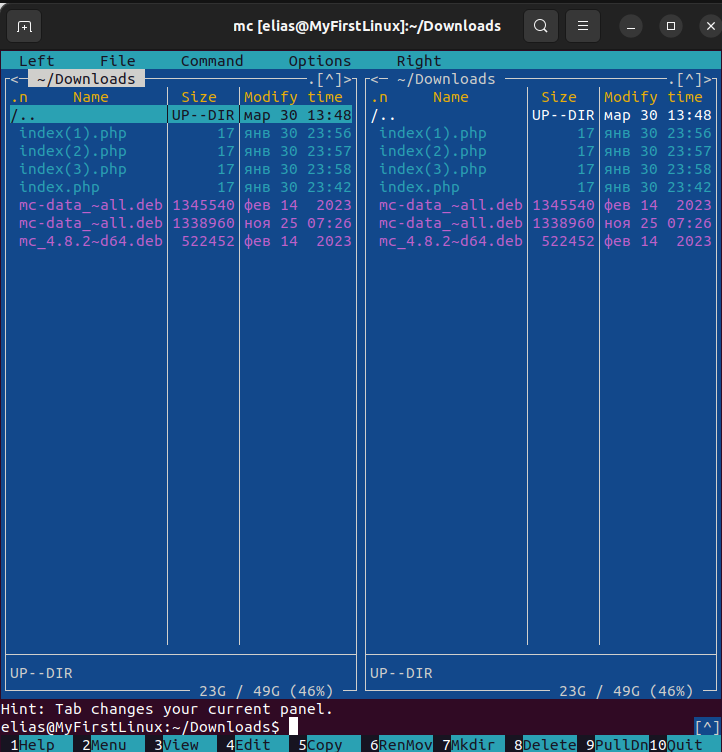 mc [elias@MyFirstLinux]:~/Downloads
Left File Command Options Right
<- ~/Downloads .[^]> <- ~/Downloads .[^]>
.n Name Size Modify time .n Name Size Modify time
/.. UP--DIR мар 30 13:48 /.. UP--DIR мар 30 13:48
index(1).php 17 янв 30 23:56 index(1).php 17 янв 30 23:56
index(2).php 17 янв 30 23:57 index(2).php 17 янв 30 23:57
index(3).php 17 янв 30 23:58 index(3).php 17 янв 30 23:58
index.php 17 янв 30 23:42 index.php 17 янв 30 23:42
mc-data_~all.deb 1345540 фев 14 2023 mc-data_~all.deb 1345540 фев 14 2023
mc-data_~all.deb 1338960 ноя 25 07:26 mc-data_~all.deb 1338960 ноя 25 07:26
mc_4.8.2~d64.deb 522452 фев 14 2023 mc_4.8.2~d64.deb 522452 фев 14 2023
UP--DIR UP--DIR
23G / 49G (46%) 23G / 49G (46%)
Hint: Tab changes your current panel.
elias@MyFirstLinux:~/Downloads$ [^]
1Help 2Menu 3View 4Edit 5Copy 6RenMov 7Mkdir 8Delete 9PullDn 10Quit